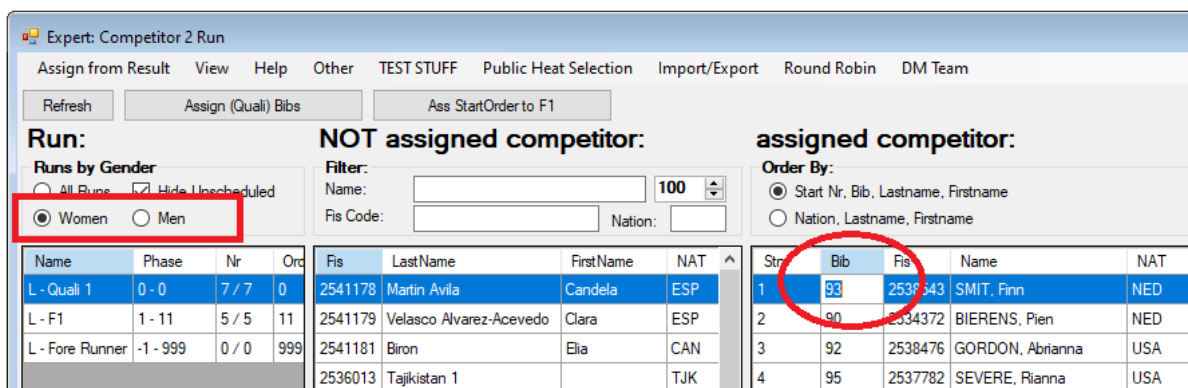 Expert: Competitor 2 Run
Assign from Result View Help Other TEST STUFF Public Heat Selection Import/Export Round Robin DM Team
Refresh Assign (Quali) Bibs Ass StartOrder to F1
Run: NOT assigned competitor: assigned competitor:
Runs by Gender Filter: Order By:
All Runs Hide Unscheduled Name: 100 Start Nr, Bib, Lastname, Firstname
Women Men Fis Code: Nation: Nation, Lastname, Firstname
Name Phase Nr Ord Fis LastName FirstName NAT Bib Fis Name NAT
L - Quali 1 0 - 0 7 / 7 0 2541178 Martin Avila Candela ESP 1 93 SMIT, Finn NED
L - F1 1 - 11 5 / 5 11 2541179 Velasco Alvarez-Acevedo Clara ESP 2 90 2534372 BIERENS, Pien NED
L - Fore Runner -1 - 999 0 / 0 999 2541181 Biron Elia CAN 3 92 2538476 GORDON, Abrianna USA
2536013 Tajikistan 1 TJK 4 95 2537782 SEVERE, Rianna USA